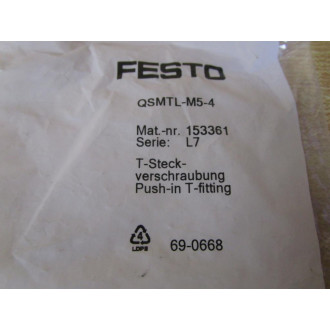 FESTO
QSMTL-M5-4
Mat.-nr. 153361
Serie: L7
T-Steck-
verschraubung
Push-in T-fitting
4
LDPE
69-0668